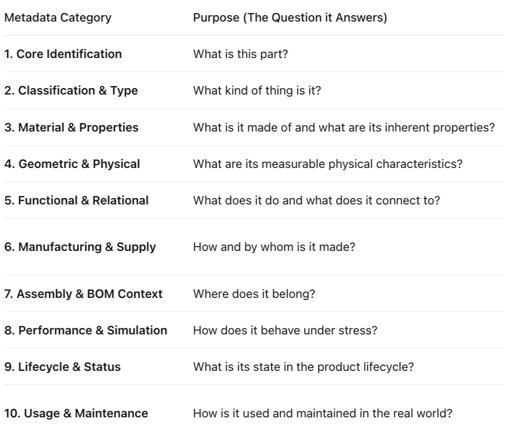 Metadata Category Purpose (The Question it Answers)
1. Core Identification What is this part?
2. Classification & Type What kind of thing is it?
3. Material & Properties What is it made of and what are its inherent properties?
4. Geometric & Physical What are its measurable physical characteristics?
5. Functional & Relational What does it do and what does it connect to?
6. Manufacturing & Supply How and by whom is it made?
7. Assembly & BOM Context Where does it belong?
8. Performance & Simulation How does it behave under stress?
9. Lifecycle & Status What is its state in the product lifecycle?
10. Usage & Maintenance How is it used and maintained in the real world?